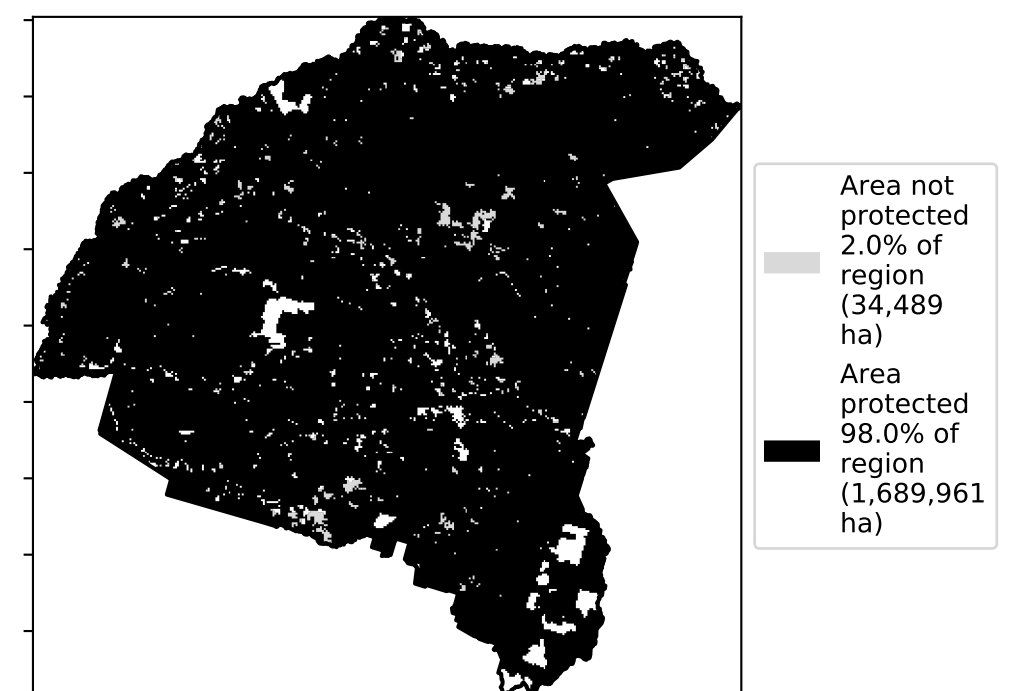 Area not
protected
2.0% of
region
(34,489
ha)
Area
protected
98.0% of
region
(1,689,961
ha)